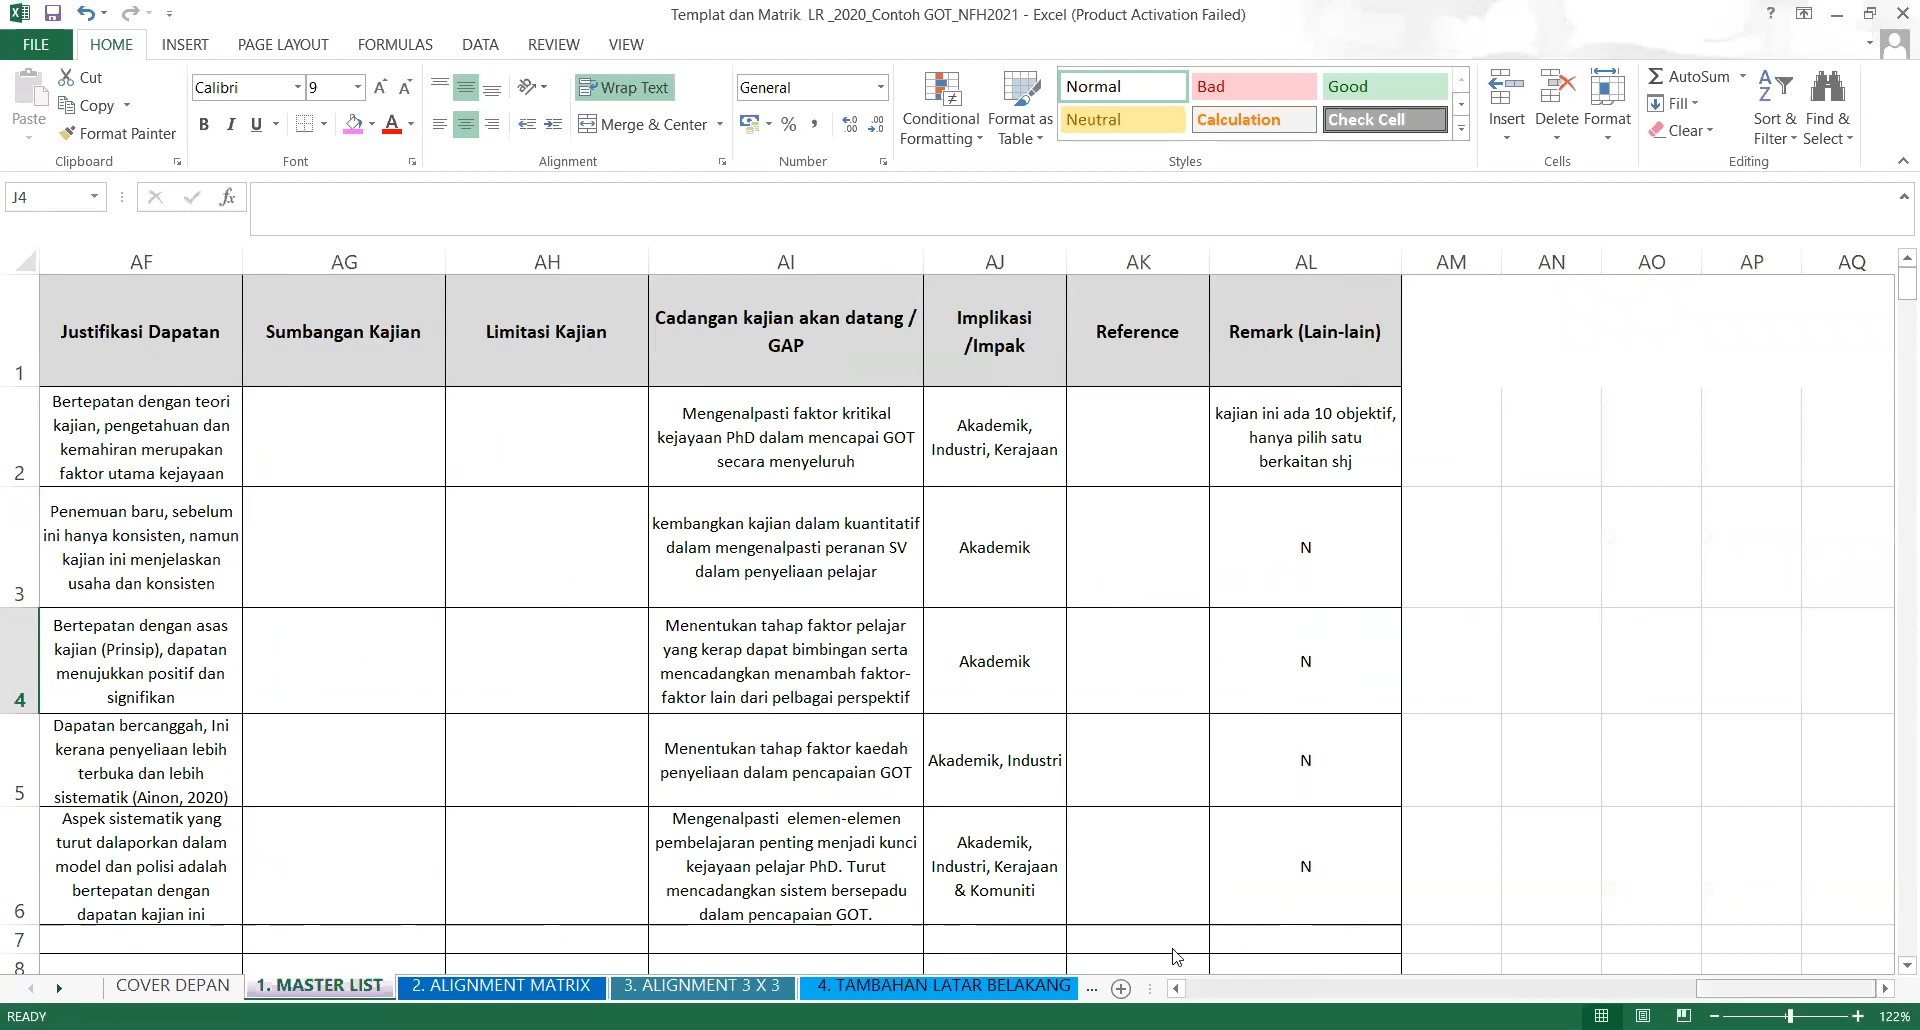 Templat dan Matrik  LR _2020_Contoh GOT_NFH2021 - Excel (Product Activation Failed)
FILE
HOME
INSERT
PAGE LAYOUT
FORMULAS
DATA
REVIEW
VIEW
Paste
Cut
Copy
Format Painter
Clipboard
Calibri
9
B I U
Font
Wrap Text
Merge & Center
Alignment
General
%
Number
Conditional
Formatting
Format as
Table
Normal
Bad
Good
Neutral
Calculation
Check Cell
Styles
Insert
Delete
Format
Cells
AutoSum
Fill
Clear
Sort &
Filter
Find &
Select
Editing
J4
fx
AF AG AH AI AJ AK AL AM AN AO AP AQ
1
Justifikasi Dapatan
Sumbangan Kajian
Limitasi Kajian
Cadangan kajian akan datang /
GAP
Implikasi
/Impak
Reference
Remark (Lain-lain)
2
Bertepatan dengan teori
kajian, pengetahuan dan
kemahiran merupakan
faktor utama kejayaan
Mengenalpasti faktor kritikal
kejayaan PhD dalam mencapai GOT
secara menyeluruh
Akademik,
Industri, Kerajaan
kajian ini ada 10 objektif,
hanya pilih satu
berkaitan shj
3
Penemuan baru, sebelum
ini hanya konsisten, namun
kajian ini menjelaskan
usaha dan konsisten
kembangkan kajian dalam kuantitatif
dalam mengenalpasti peranan SV
dalam penyeliaan pelajar
Akademik
N
4
Bertepatan dengan asas
kajian (Prinsip), dapatan
menujukkan positif dan
signifikan
Menentukan tahap faktor pelajar
yang kerap dapat bimbingan serta
mencadangkan menambah faktor-
faktor lain dari pelbagai perspektif
Akademik
N
5
Dapatan bercanggah, Ini
kerana penyeliaan lebih
terbuka dan lebih
sistematik (Ainon, 2020)
Menentukan tahap faktor kaedah
penyeliaan dalam pencapaian GOT
Akademik, Industri
N
6
Aspek sistematik yang
turut dalaporkan dalam
model dan polisi adalah
bertepatan dengan
dapatan kajian ini
Mengenalpasti  elemen-elemen
pembelajaran penting menjadi kunci
kejayaan pelajar PhD. Turut
mencadangkan sistem bersepadu
dalam pencapaian GOT.
Akademik,
Industri, Kerajaan
& Komuniti
N
7
8
COVER DEPAN
1. MASTER LIST
2. ALIGNMENT MATRIX
3. ALIGNMENT 3 X 3
4. TAMBAHAN LATAR BELAKANG
...
READY
122%